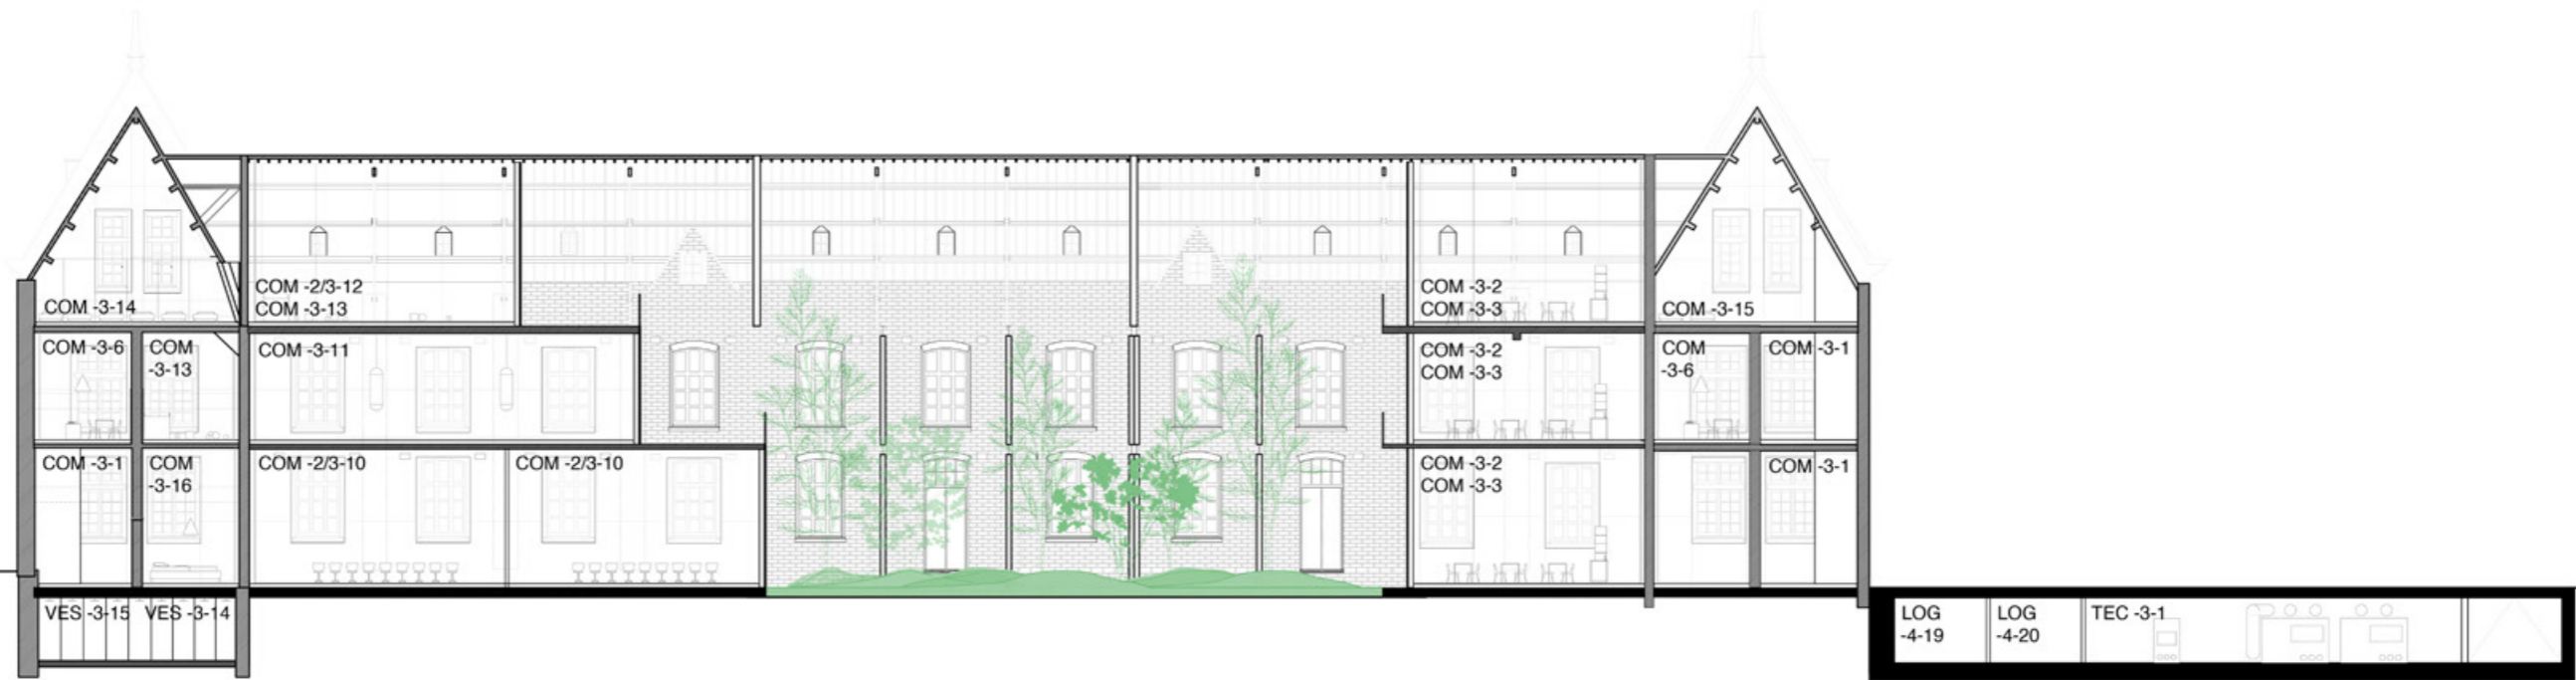 COM -3-14
COM -2/3-12
COM -3-13
COM -3-2
COM -3-3
COM -3-15
COM -3-6
COM
-3-13
COM -3-11
COM -3-2
COM -3-3
COM
-3-6
COM -3-1
COM -3-1
COM
-3-16
COM -2/3-10
COM -2/3-10
COM -3-2
COM -3-3
COM -3-1
VES -3-15
VES -3-14
LOG
-4-19
LOG
-4-20
TEC -3-1